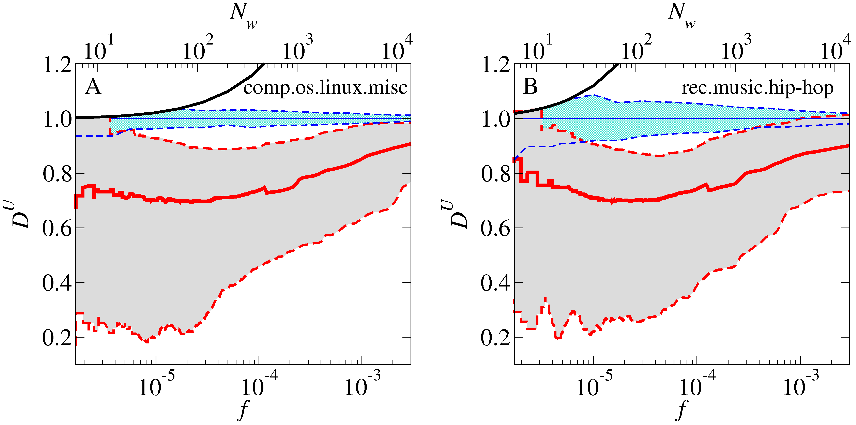 N_w N_w
10^1 10^2 10^3 10^4 10^1 10^2 10^3 10^4
1.2 A comp.os.linux.misc 1.2 B rec.music.hip-hop
1.0 1.0
0.8 0.8
D^U D^U
0.6 0.6
0.4 0.4
0.2 0.2
10^-5 10^-4 10^-3 10^-5 10^-4 10^-3
f f